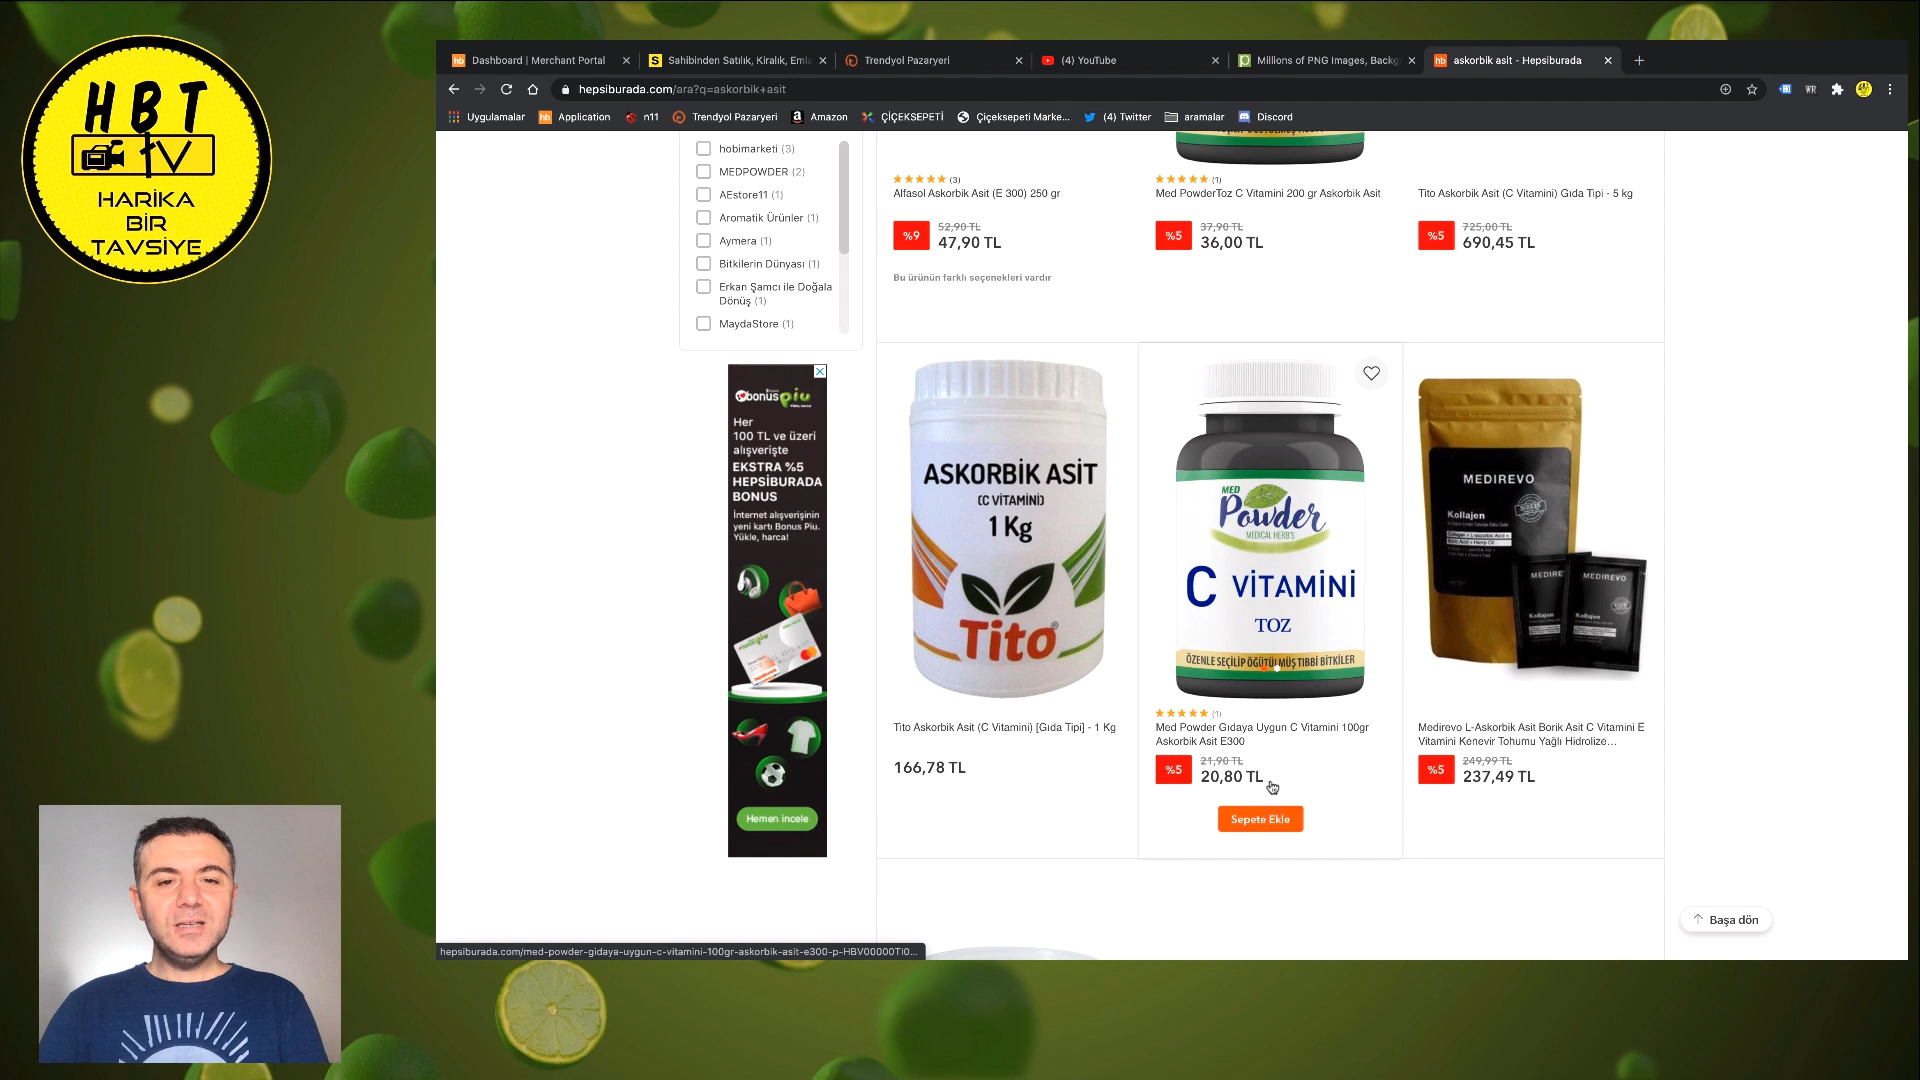 HBT
TV
HARİKA
BİR
TAVSİYE
Dashboard | Merchant Portal
Sahibinden Satılık, Kiralık, Emla
Trendyol Pazaryeri
(4) YouTube
Millions of PNG Images, Backg
askorbik asit - Hepsiburada
hepsiburada.com/ara?q=askorbik+asit
WR
Uygulamalar
Application
n11
Trendyol Pazaryeri
Amazon
ÇİÇEKSEPETİ
Çiçeksepeti Marke...
(4) Twitter
aramalar
Discord
hobimarketi (3)
MEDPOWDER (2)
AEstore11 (1)
Aromatik Ürünler (1)
Aymera (1)
Bitkilerin Dünyası (1)
Erkan Şamcı ile Doğala
Dönüş (1)
MaydaStore (1)
(3)
Alfasol Askorbik Asit (E 300) 250 gr
%9
52,90 TL
47,90 TL
Bu ürünün farklı seçenekleri vardır
(1)
Med PowderToz C Vitamini 200 gr Askorbik Asit
%5
37,90 TL
36,00 TL
Tito Askorbik Asit (C Vitamini) Gıda Tipi - 5 kg
%5
725,00 TL
690,45 TL
bonus piu
Her
100 TL ve üzeri
alışverişte
EKSTRA %5
HEPSİBURADA
BONUS
İnternet alışverişinin
yeni kartı Bonus Piu.
Yükle, harca!
Hemen incele
ASKORBİK ASİT
(C VİTAMİNİ)
1 Kg
Tito
Tito Askorbik Asit (C Vitamini) [Gıda Tipi] - 1 Kg
166,78 TL
MED
Powder
MEDICAL HERB'S
C VİTAMİNİ
TOZ
ÖZENLE SEÇİLİP ÖĞÜTÜLMÜŞ TIBBİ BİTKİLER
(1)
Med Powder Gıdaya Uygun C Vitamini 100gr
Askorbik Asit E300
%5
21,90 TL
20,80 TL
Sepete Ekle
MEDIREVO
Kollajen
MEDIREV
MEDIREVO
Kollajen
Kollajen
Medirevo L-Askorbik Asit Borik Asit C Vitamini E
Vitamini Kenevir Tohumu Yağlı Hidrolize...
%5
249,99 TL
237,49 TL
Başa dön
hepsiburada.com/med-powder-gidaya-uygun-c-vitamini-100gr-askorbik-asit-e300-p-HBV00000TI0...